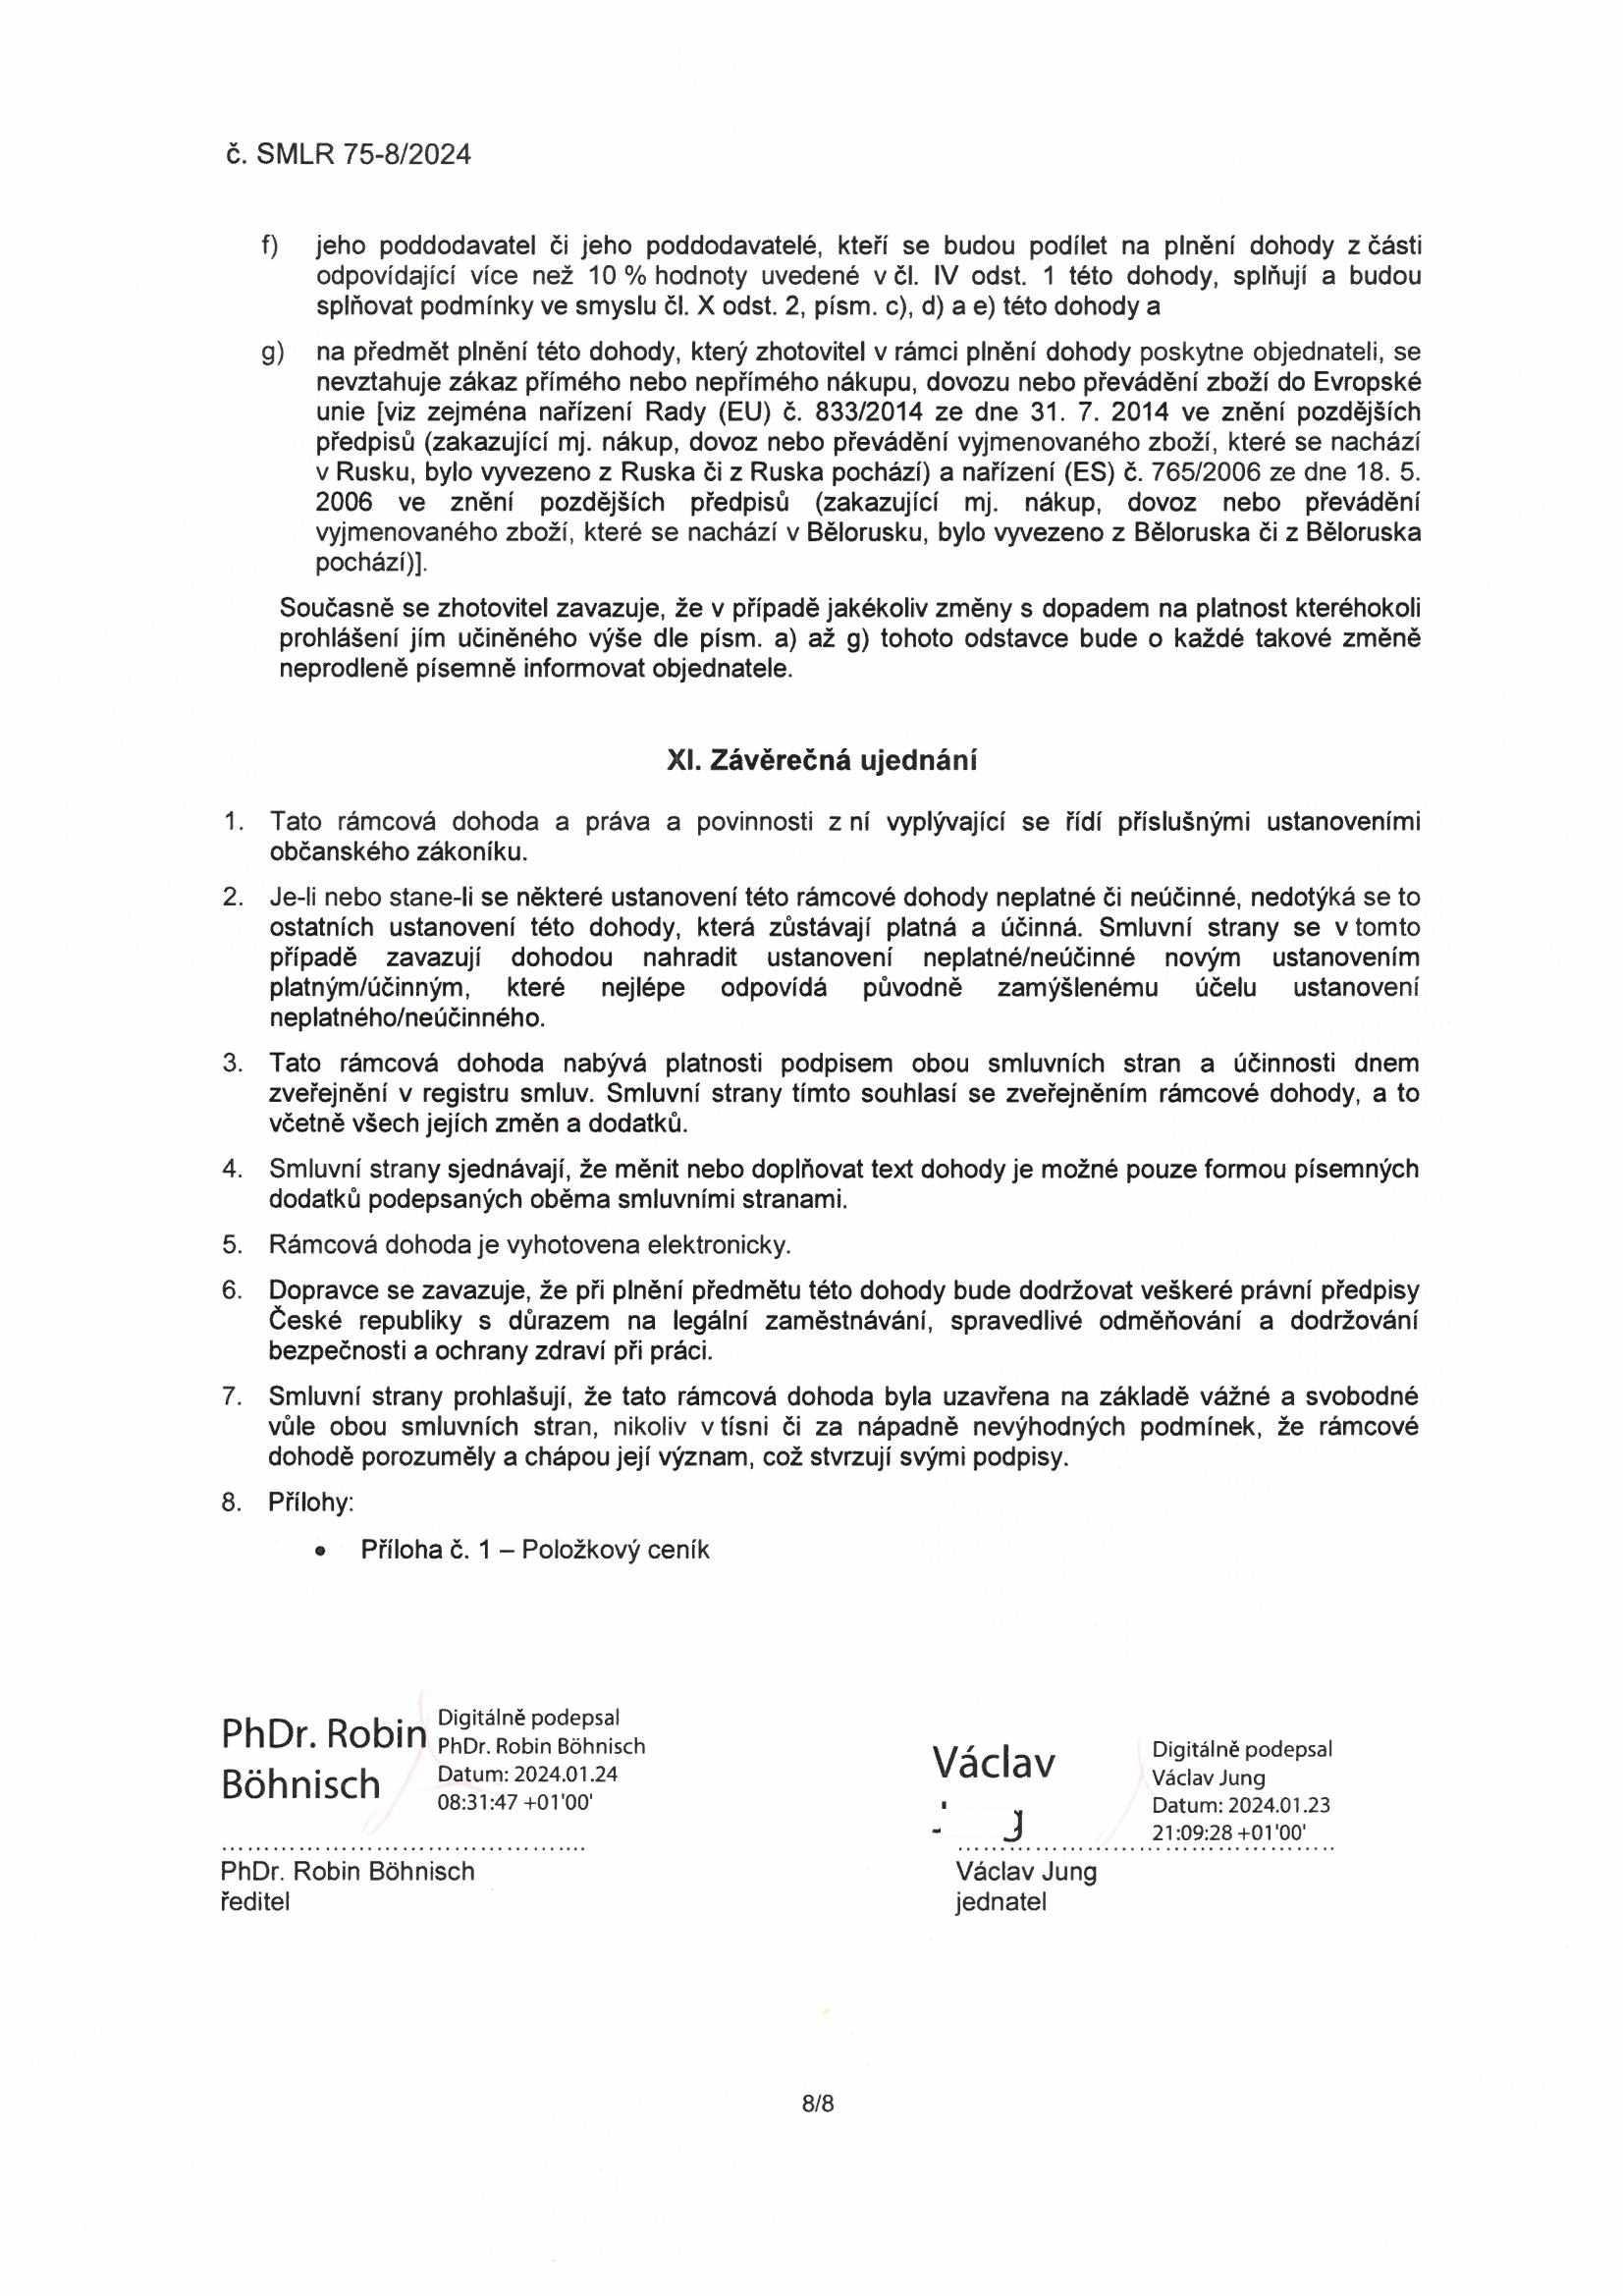 č. SMLR 75-8/2024
f) jeho poddodavatel či jeho poddodavatelé, kteří se budou podílet na plnění dohody z části
odpovídající více než 10 % hodnoty uvedené v čl. IV odst. 1 této dohody, splňují a budou
splňovat podmínky ve smyslu čl. X odst. 2, písm. c), d) a e) této dohody a
g) na předmět plnění této dohody, který zhotovitel v rámci plnění dohody poskytne objednateli, se
nevztahuje zákaz přímého nebo nepřímého nákupu, dovozu nebo převádění zboží do Evropské
unie [viz zejména nařízení Rady (EU) č. 833/2014 ze dne 31. 7. 2014 ve znění pozdějších
předpisů (zakazující mj. nákup, dovoz nebo převádění vyjmenovaného zboží, které se nachází
v Rusku, bylo vyvezeno z Ruska či z Ruska pochází) a nařízení (ES) č. 765/2006 ze dne 18. 5.
2006 ve znění pozdějších předpisů (zakazující mj. nákup, dovoz nebo převádění
vyjmenovaného zboží, které se nachází v Bělorusku, bylo vyvezeno z Běloruska či z Běloruska
pochází)].
Současně se zhotovitel zavazuje, že v případě jakékoliv změny s dopadem na platnost kteréhokoli
prohlášení jím učiněného výše dle písm. a) až g) tohoto odstavce bude o každé takové změně
neprodleně písemně informovat objednatele.
XI. Závěrečná ujednání
1. Tato rámcová dohoda a práva a povinnosti z ní vyplývající se řídí příslušnými ustanoveními
občanského zákoníku.
2. Je-li nebo stane-li se některé ustanovení této rámcové dohody neplatné či neúčinné, nedotýká se to
ostatních ustanovení této dohody, která zůstávají platná a účinná. Smluvní strany se v tomto
případě zavazují dohodou nahradit ustanovení neplatné/neúčinné novým ustanovením
platným/účinným, které nejlépe odpovídá původně zamýšlenému účelu ustanovení
neplatného/neúčinného.
3. Tato rámcová dohoda nabývá platnosti podpisem obou smluvních stran a účinnosti dnem
zveřejnění v registru smluv. Smluvní strany tímto souhlasí se zveřejněním rámcové dohody, a to
včetně všech jejích změn a dodatků.
4. Smluvní strany sjednávají, že měnit nebo doplňovat text dohody je možné pouze formou písemných
dodatků podepsaných oběma smluvními stranami.
5. Rámcová dohoda je vyhotovena elektronicky.
6. Dopravce se zavazuje, že při plnění předmětu této dohody bude dodržovat veškeré právní předpisy
České republiky s důrazem na legální zaměstnávání, spravedlivé odměňování a dodržování
bezpečnosti a ochrany zdraví při práci.
7. Smluvní strany prohlašují, že tato rámcová dohoda byla uzavřena na základě vážné a svobodné
vůle obou smluvních stran, nikoliv v tísni či za nápadně nevýhodných podmínek, že rámcové
dohodě porozuměly a chápou její význam, což stvrzují svými podpisy.
8. Přílohy:
• Příloha č. 1 – Položkový ceník
PhDr. Robin
Böhnisch
Digitálně podepsal
PhDr. Robin Böhnisch
Datum: 2024.01.24
08:31:47 +01'00'
PhDr. Robin Böhnisch
ředitel
Václav
Digitálně podepsal
Václav Jung
Datum: 2024.01.23
21:09:28 +01'00'
Václav Jung
jednatel
8/8